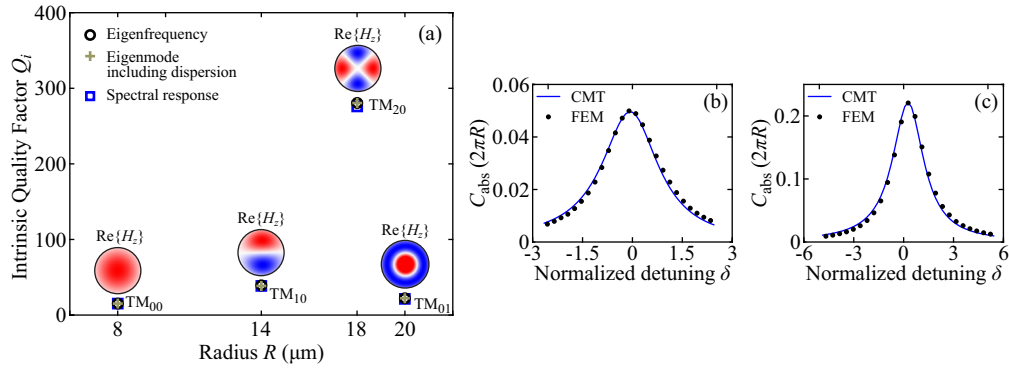 400
300
200
100
0
Intrinsic Quality Factor Q_i
Eigenfrequency
Eigenmode
including dispersion
Spectral response
(a)
Re{H_z}
TM_20
Re{H_z}
TM_00
Re{H_z}
TM_10
Re{H_z}
TM_01
8
14
18
20
Radius R (μm)
0.06
0.04
0.02
0
C_abs (2πR)
CMT
FEM
(b)
-3
-1.5
0
1.5
3
Normalized detuning δ
0.2
0.1
0
C_abs (2πR)
CMT
FEM
(c)
-6
-3
0
3
6
Normalized detuning δ